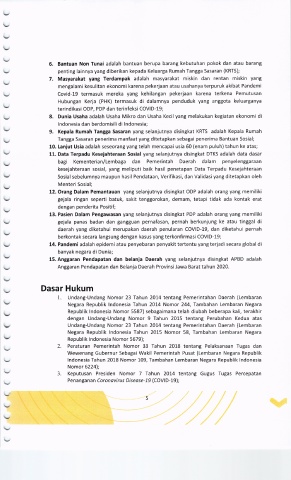 6. Bantuan Non Tunai adalah bantuan berupa barang kebutuhan pokok dan atau barang
penting lainnya yang diberikan kepada Keluarga Rumah Tangga Sasaran (KRTS);
7. Masyarakat yang Terdampak adalah masyarakat miskin dan rentan miskin yang
mengalami kesulitan ekonomi karena pekerjaan atau usahanya terpuruk akibat Pandemi
Covid-19 termasuk mereka yang kehilangan pekerjaan karena terkena Pemutusan
Hubungan Kerja (PHK) termasuk di dalamnya penduduk yang anggota keluarganya
terindikasi ODP, PDP dan terinfeksi COVID-19;
8. Dunia Usaha adalah Usaha Mikro dan Usaha Kecil yang melakukan kegiatan ekonomi di
Indonesia dan berdomisili di Indonesia;
9. Kepala Rumah Tangga Sasaran yang selanjutnya disingkat KRTS adalah Kepala Rumah
Tangga Sasaran penerima manfaat yang ditetapkan sebagai penerima Bantuan Sosial;
10. Lanjut Usia adalah seseorang yang telah mencapai usia 60 (enam puluh) tahun ke atas;
11. Data Terpadu Kesejahteraan Sosial yang selanjutnya disingkat DTKS adalah data dasar
bagi Kementerian/Lembaga dan Pemerintah Daerah dalam penyelenggaraan
kesejahteraan sosial, yang meliputi baik hasil penetapan Data Terpadu Kesejahteraan
Sosial sebelumnya maupun hasil Pendataan, Verifikasi, dan Validasi yang ditetapkan oleh
Menteri Sosial;
12. Orang Dalam Pemantauan yang selanjutnya disingkat ODP adalah orang yang memiliki
gejala ringan seperti batuk, sakit tenggorokan, demam, tetapi tidak ada kontak erat
dengan penderita Positif;
13. Pasien Dalam Pengawasan yang selanjutnya disingkat PDP adalah orang yang memiliki
gejala panas badan dan gangguan pernafasan, pernah berkunjung ke atau tinggal di
daerah yang diketahui merupakan daerah penularan COVID-19, dan diketahui pernah
berkontak secara langsung dengan kasus yang terkonfirmasi COVID-19;
14. Pandemi adalah epidemi atau penyebaran penyakit tertentu yang terjadi secara global di
banyak negara di Dunia;
15. Anggaran Pendapatan dan Belanja Daerah yang selanjutnya disingkat APBD adalah
Anggaran Pendapatan dan Belanja Daerah Provinsi Jawa Barat tahun 2020.
Dasar Hukum
1. Undang-Undang Nomor 23 Tahun 2014 tentang Pemerintahan Daerah (Lembaran
Negara Republik Indonesia Tahun 2014 Nomor 244, Tambahan Lembaran Negara
Republik Indonesia Nomor 5587) sebagaimana telah diubah beberapa kali, terakhir
dengan Undang-Undang Nomor 9 Tahun 2015 tentang Perubahan Kedua atas
Undang-Undang Nomor 23 Tahun 2014 tentang Pemerintahan Daerah (Lembaran
Negara Republik Indonesia Tahun 2015 Nomor 58, Tambahan Lembaran Negara
Republik Indonesia Nomor 5679);
2. Peraturan Pemerintah Nomor 33 Tahun 2018 tentang Pelaksanaan Tugas dan
Wewenang Gubernur Sebagai Wakil Pemerintah Pusat (Lembaran Negara Republik
Indonesia Tahun 2018 Nomor 109, Tambahan Lembaran Negara Republik Indonesia
Nomor 6224);
3. Keputusan Presiden Nomor 7 Tahun 2014 tentang Gugus Tugas Percepatan
Penanganan Coronavirus Disease-19 (COVID-19);
5